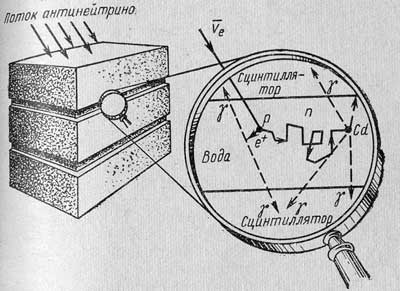 Поток антинейтрино
ν̄e
Сцинтилля-
тор
γ
γ
p
n
Cd
e⁺
Вода
γ
γ
γ
Сцинтиллятор